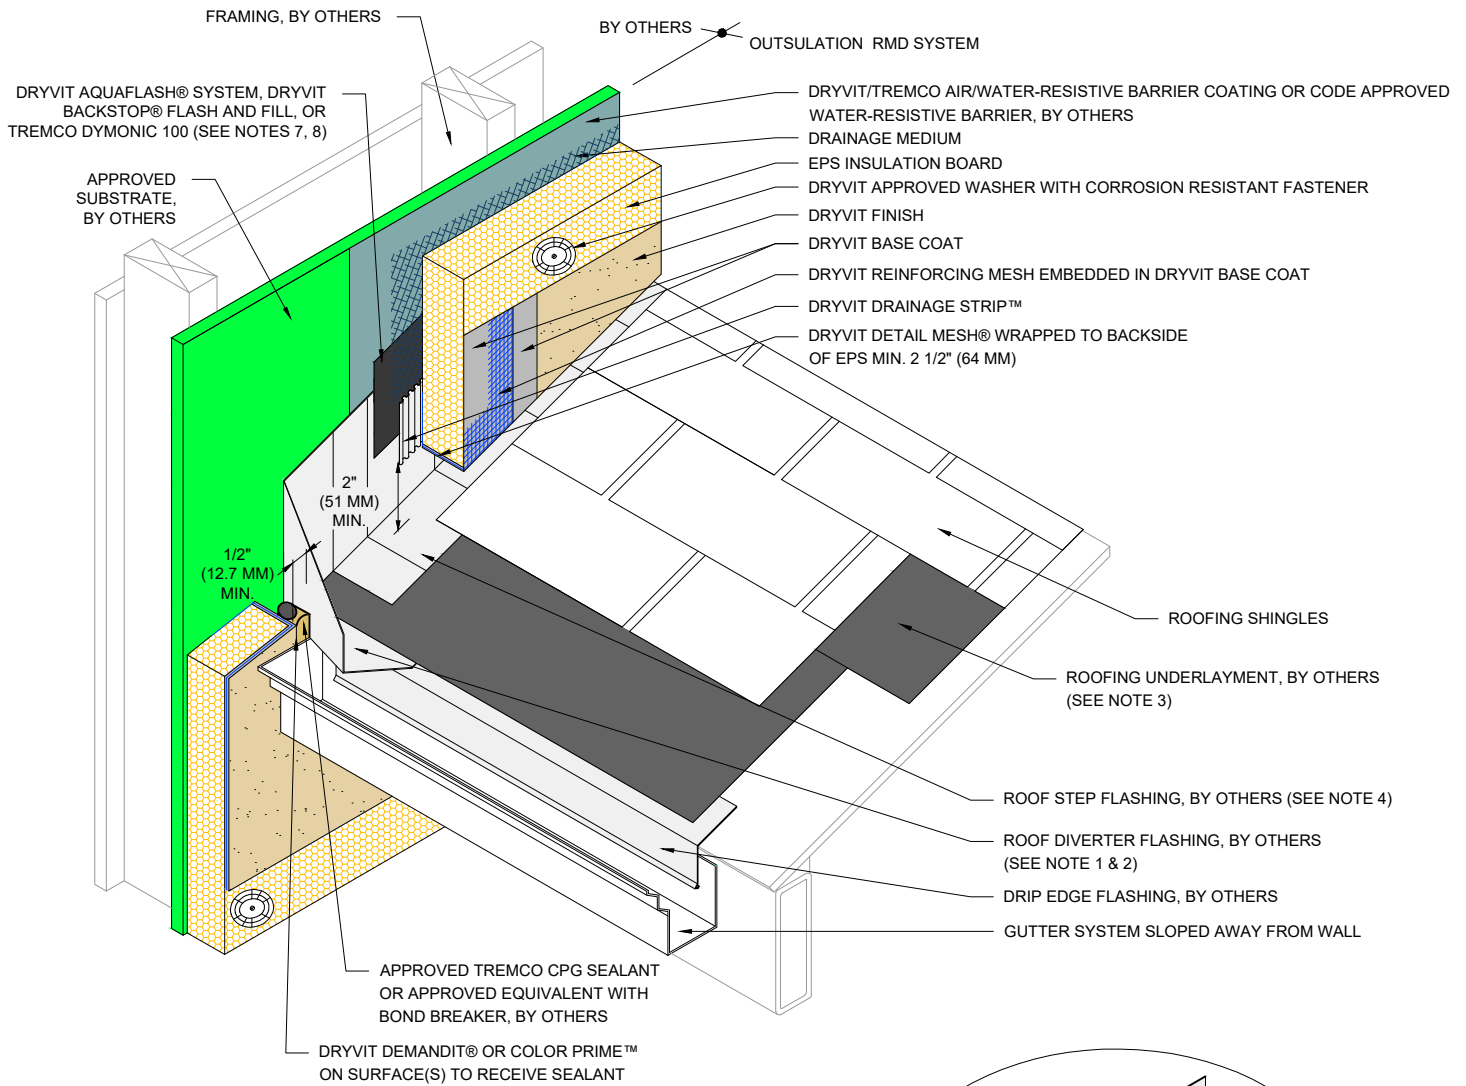 FRAMING, BY OTHERS
BY OTHERS
OUTSULATION RMD SYSTEM
DRYVIT AQUAFLASH® SYSTEM, DRYVIT
BACKSTOP® FLASH AND FILL, OR
TREMCO DYMONIC 100 (SEE NOTES 7, 8)
APPROVED
SUBSTRATE,
BY OTHERS
DRYVIT/TREMCO AIR/WATER-RESISTIVE BARRIER COATING OR CODE APPROVED
WATER-RESISTIVE BARRIER, BY OTHERS
DRAINAGE MEDIUM
EPS INSULATION BOARD
DRYVIT APPROVED WASHER WITH CORROSION RESISTANT FASTENER
DRYVIT FINISH
DRYVIT BASE COAT
DRYVIT REINFORCING MESH EMBEDDED IN DRYVIT BASE COAT
DRYVIT DRAINAGE STRIP™
DRYVIT DETAIL MESH® WRAPPED TO BACKSIDE
OF EPS MIN. 2 1/2" (64 MM)
2"
(51 MM)
MIN.
1/2"
(12.7 MM)
MIN.
ROOFING SHINGLES
ROOFING UNDERLAYMENT, BY OTHERS
(SEE NOTE 3)
ROOF STEP FLASHING, BY OTHERS (SEE NOTE 4)
ROOF DIVERTER FLASHING, BY OTHERS
(SEE NOTE 1 & 2)
DRIP EDGE FLASHING, BY OTHERS
GUTTER SYSTEM SLOPED AWAY FROM WALL
APPROVED TREMCO CPG SEALANT
OR APPROVED EQUIVALENT WITH
BOND BREAKER, BY OTHERS
DRYVIT DEMANDIT® OR COLOR PRIME™
ON SURFACE(S) TO RECEIVE SEALANT